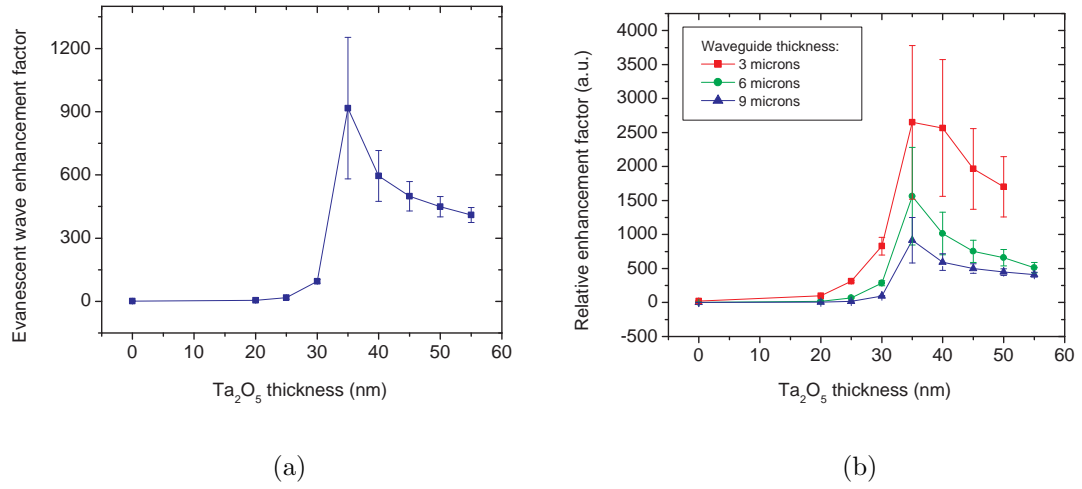 1200
900
600
300
0
Evanescent wave enhancement factor
0 10 20 30 40 50 60
Ta₂O₅ thickness (nm)
(a)
4000
3500
3000
2500
2000
1500
1000
500
0
-500
Relative enhancement factor (a.u.)
Waveguide thickness:
3 microns
6 microns
9 microns
0 10 20 30 40 50 60
Ta₂O₅ thickness (nm)
(b)